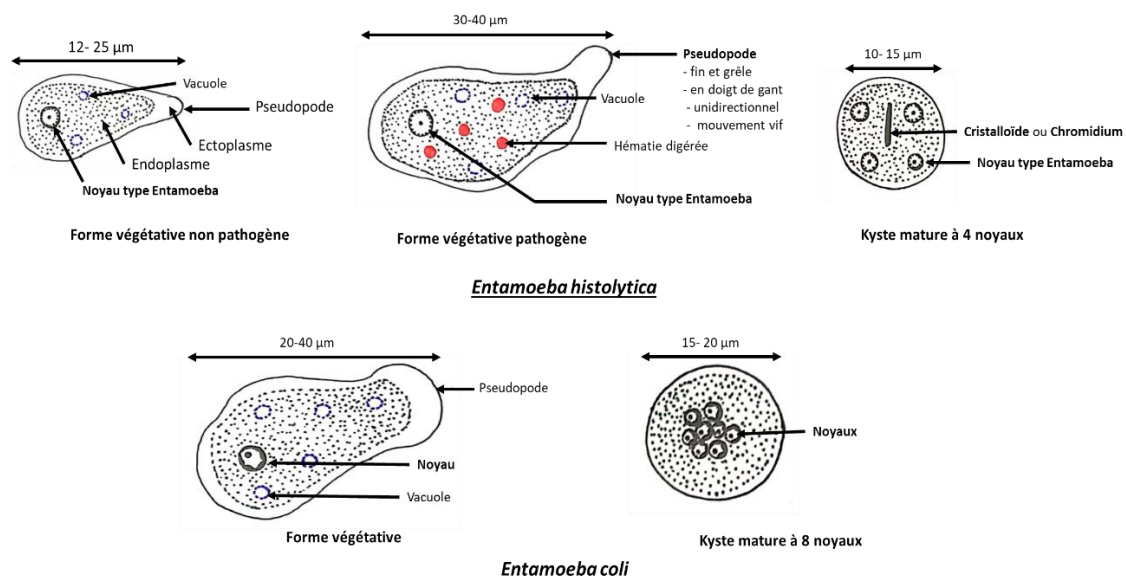 12- 25 µm
Vacuole
Pseudopode
Ectoplasme
Endoplasme
Noyau type Entamoeba
Forme végétative non pathogène
30-40 µm
Pseudopode
- fin et grêle
- en doigt de gant
- unidirectionnel
- mouvement vif
Vacuole
Hématie digérée
Noyau type Entamoeba
Forme végétative pathogène
10- 15 µm
Cristalloïde ou Chromidium
Noyau type Entamoeba
Kyste mature à 4 noyaux
Entamoeba histolytica
20-40 µm
Pseudopode
Noyau
Vacuole
Forme végétative
15- 20 µm
Noyaux
Kyste mature à 8 noyaux
Entamoeba coli